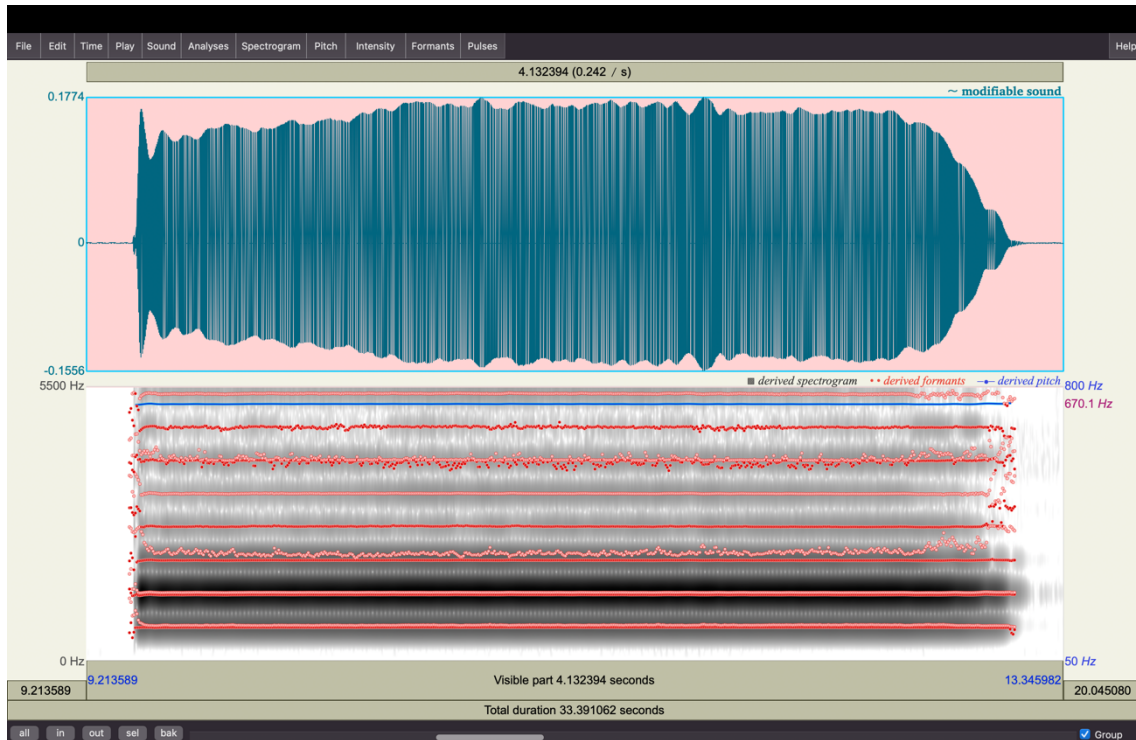 File Edit Time Play Sound Analyses Spectrogram Pitch Intensity Formants Pulses Help
4.132394 (0.242 / s)
0.1774
~ modifiable sound
0
-0.1556
5500 Hz
derived spectrogram derived formants derived pitch
800 Hz
670.1 Hz
0 Hz
50 Hz
9.213589 Visible part 4.132394 seconds 13.345982
9.213589 20.045080
Total duration 33.391062 seconds
all in out sel bak Group